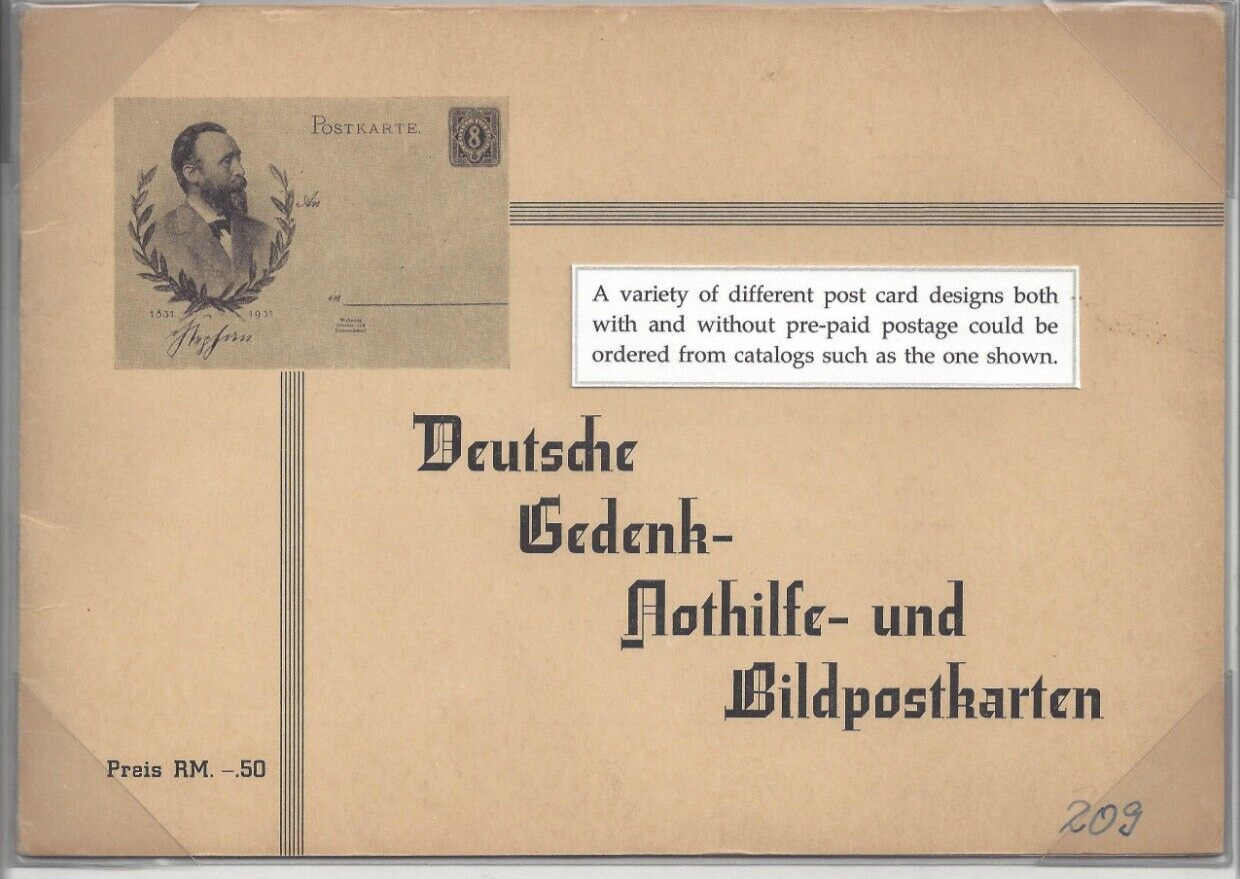 POSTKARTE.
8
An
in
1831 1931
Stephan
A variety of different post card designs both
with and without pre-paid postage could be
ordered from catalogs such as the one shown.
Deutsche
Gedenk-
Nothilfe- und
Bildpostkarten
Preis RM. –.50
209